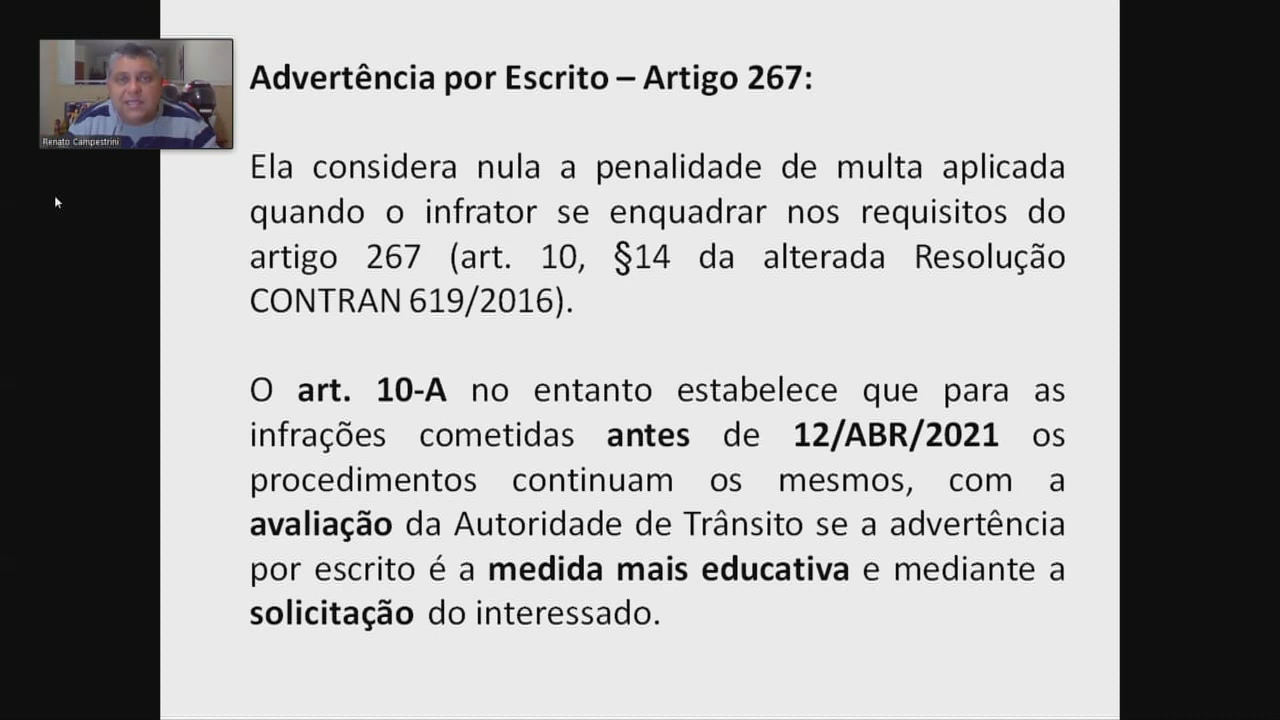 Renato Campestrini
Advertência por Escrito – Artigo 267:
Ela considera nula a penalidade de multa aplicada
quando o infrator se enquadrar nos requisitos do
artigo 267 (art. 10, §14 da alterada Resolução
CONTRAN 619/2016).
O art. 10-A no entanto estabelece que para as
infrações cometidas antes de 12/ABR/2021 os
procedimentos continuam os mesmos, com a
avaliação da Autoridade de Trânsito se a advertência
por escrito é a medida mais educativa e mediante a
solicitação do interessado.